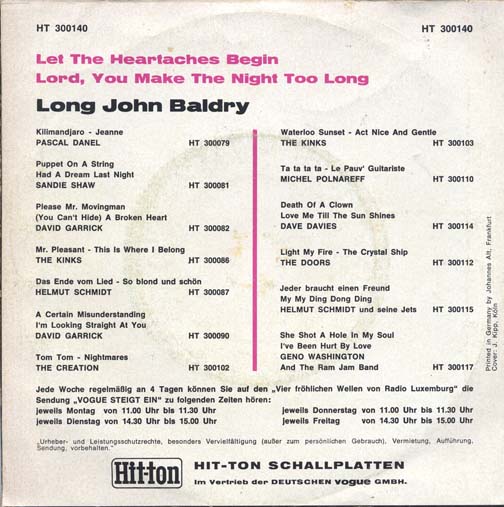 HT 300140 HT 300140
Let The Heartaches Begin
Lord, You Make The Night Too Long
Long John Baldry
Kilimandjaro - Jeanne
PASCAL DANEL HT 300079
Puppet On A String
Had A Dream Last Night
SANDIE SHAW HT 300081
Please Mr. Movingman
(You Can't Hide) A Broken Heart
DAVID GARRICK HT 300082
Mr. Pleasant - This Is Where I Belong
THE KINKS HT 300086
Das Ende vom Lied - So blond und schön
HELMUT SCHMIDT HT 300087
A Certain Misunderstanding
I'm Looking Straight At You
DAVID GARRICK HT 300090
Tom Tom - Nightmares
THE CREATION HT 300102
Waterloo Sunset - Act Nice And Gentle
THE KINKS HT 300103
Ta ta ta ta - Le Pauv' Guitariste
MICHEL POLNAREFF HT 300110
Death Of A Clown
Love Me Till The Sun Shines
DAVE DAVIES HT 300114
Light My Fire - The Crystal Ship
THE DOORS HT 300112
Jeder braucht einen Freund
My My Ding Dong Ding
HELMUT SCHMIDT und seine Jets HT 300115
She Shot A Hole In My Soul
I've Been Hurt By Love
GENO WASHINGTON
And The Ram Jam Band HT 300117
Printed in Germany by Johannes Alt, Frankfurt
Cover: J. Kipp, Köln
Jede Woche regelmäßig an 4 Tagen können Sie auf den „Vier fröhlichen Wellen von Radio Luxemburg" die
Sendung „VOGUE STEIGT EIN" zu folgenden Zeiten hören:
jeweils Montag von 11.00 Uhr bis 11.30 Uhr jeweils Donnerstag von 11.00 Uhr bis 11.30 Uhr
jeweils Dienstag von 14.30 Uhr bis 15.00 Uhr jeweils Freitag von 14.30 Uhr bis 15.00 Uhr
„Urheber- und Leistungsschutzrechte, besonders Vervielfältigung (außer zum persönlichen Gebrauch), Vermietung, Aufführung,
Sendung, vorbehalten."
Hit-ton HIT-TON SCHALLPLATTEN
Im Vertrieb der DEUTSCHEN vogue GMBH.